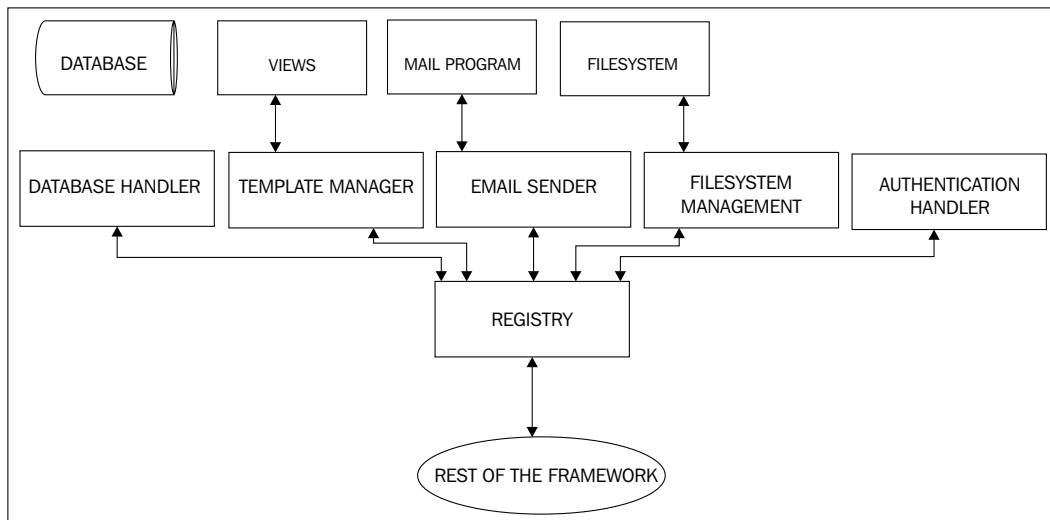 DATABASE
VIEWS
MAIL PROGRAM
FILESYSTEM
DATABASE HANDLER
TEMPLATE MANAGER
EMAIL SENDER
FILESYSTEM
MANAGEMENT
AUTHENTICATION
HANDLER
REGISTRY
REST OF THE FRAMEWORK